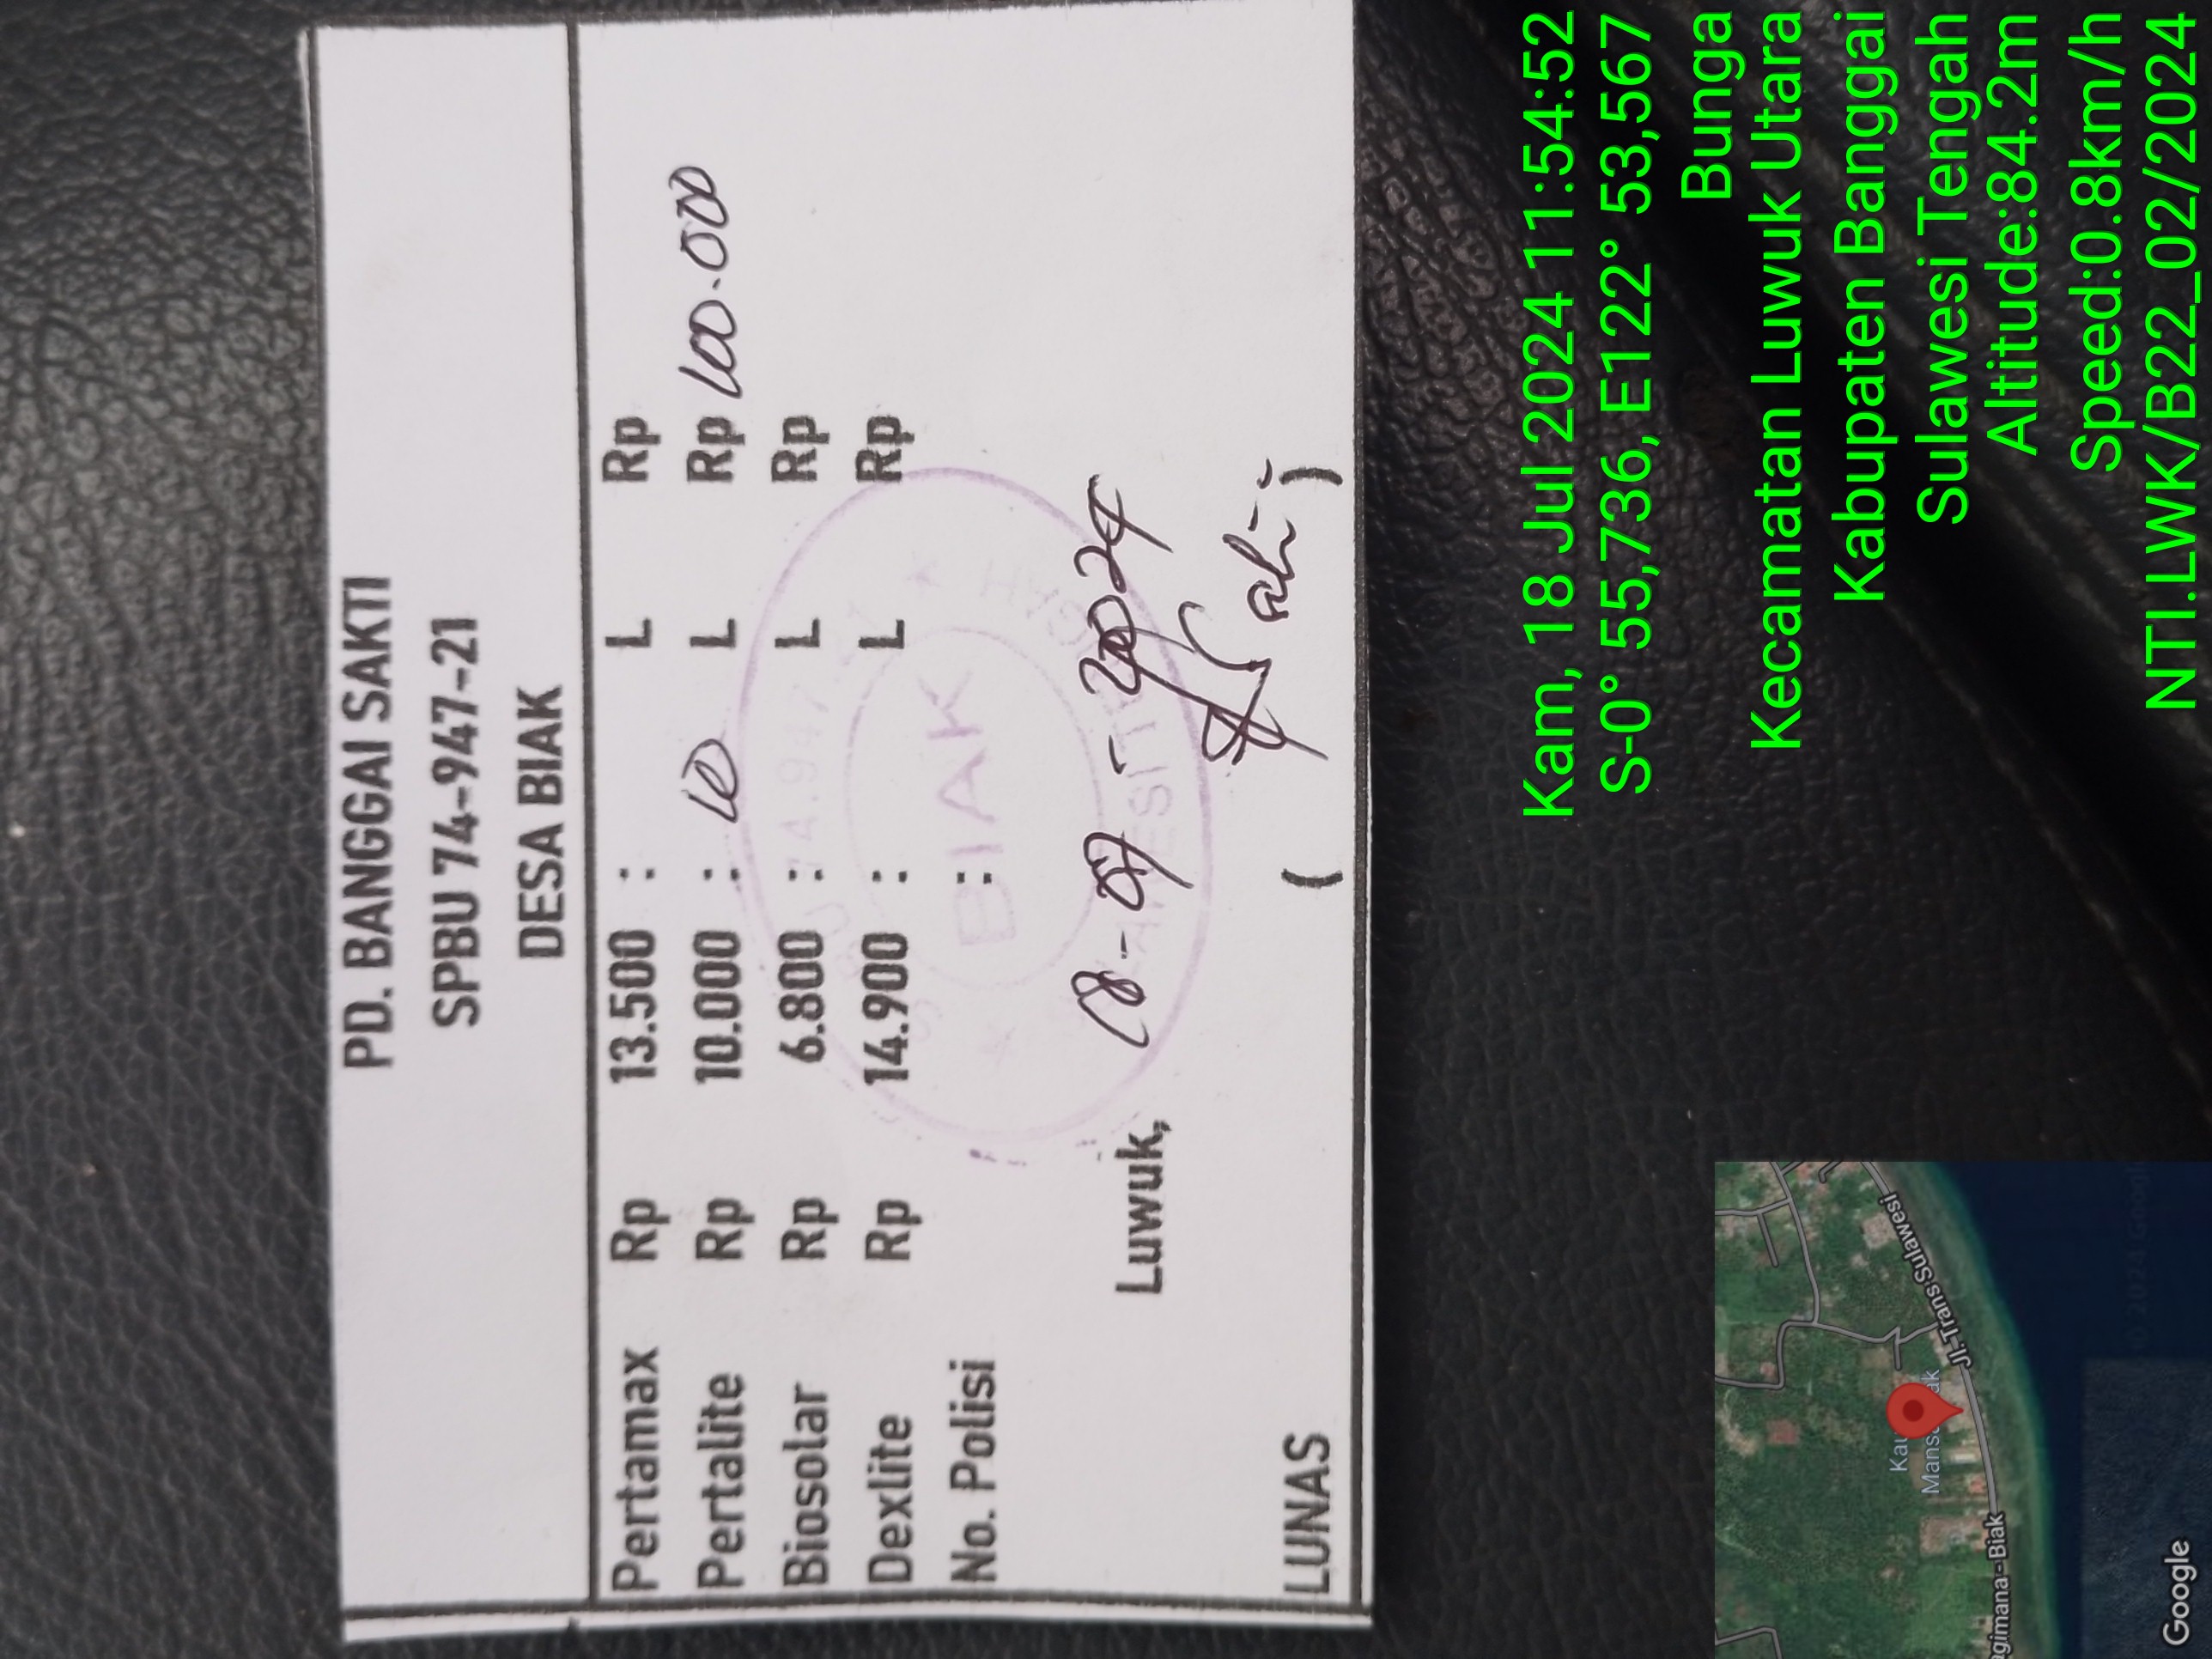 PD. BANGGAI SAKTI
SPBU 74-947-21
DESA BIAK
Pertamax Rp 13.500 : L Rp
Pertalite Rp 10.000 : 10 L Rp 100.000
Biosolar Rp 6.800 : L Rp
Dexlite Rp 14.900 : L Rp
No. Polisi :
BIAK
Luwuk, 18-07-2024
LUNAS ( )
Kam, 18 Jul 2024 11:54:52
S-0° 55,736, E122° 53,567
Bunga
Kecamatan Luwuk Utara
Kabupaten Banggai
Sulawesi Tengah
Altitude:84.2m
Speed:0.8km/h
NTI.LWK/B22_02/2024
Jl. Trans Sulawesi
agimana - Biak
Google